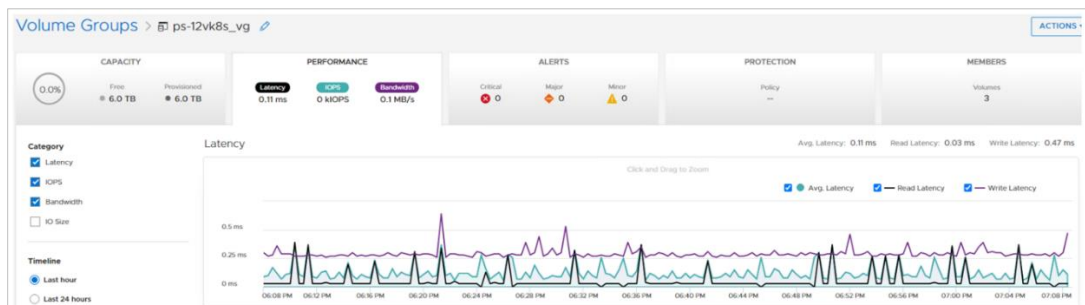 Volume Groups > ps-12vk8s_vg
ACTIONS
CAPACITY
0.0%
Free
6.0 TB
Provisioned
6.0 TB
PERFORMANCE
Latency
0.11 ms
IOPS
0 kIOPS
Bandwidth
0.1 MB/s
ALERTS
Critical
0
Major
0
Minor
0
PROTECTION
Policy
--
MEMBERS
Volumes
3
Category
Latency
IOPS
Bandwidth
IO Size
Timeline
Last hour
Last 24 hours
Latency
Avg. Latency: 0.11 ms Read Latency: 0.03 ms Write Latency: 0.47 ms
Click and Drag to Zoom
Avg. Latency Read Latency Write Latency
0.5 ms
0.25 ms
0 ms
06:08 PM 06:12 PM 06:16 PM 06:20 PM 06:24 PM 06:28 PM 06:32 PM 06:36 PM 06:40 PM 06:44 PM 06:48 PM 06:52 PM 06:56 PM 07:00 PM 07:04 PM 07:08 PM